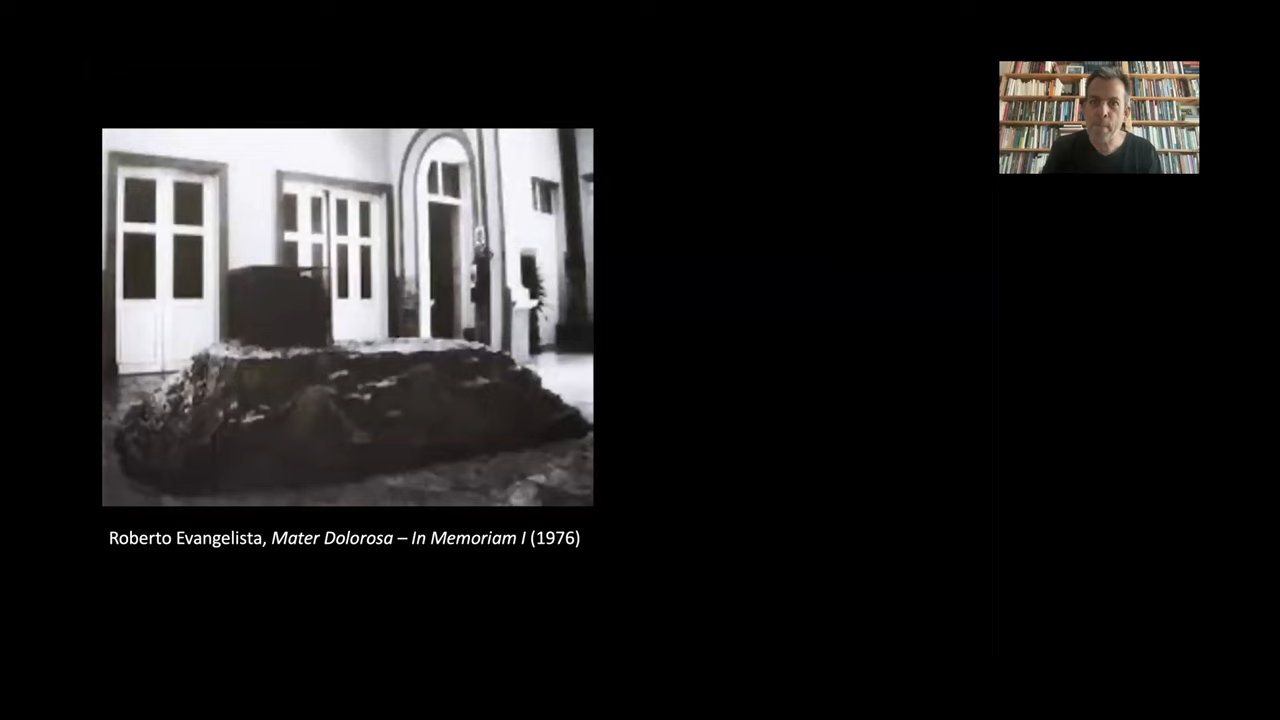 Roberto Evangelista, Mater Dolorosa – In Memoriam I (1976)